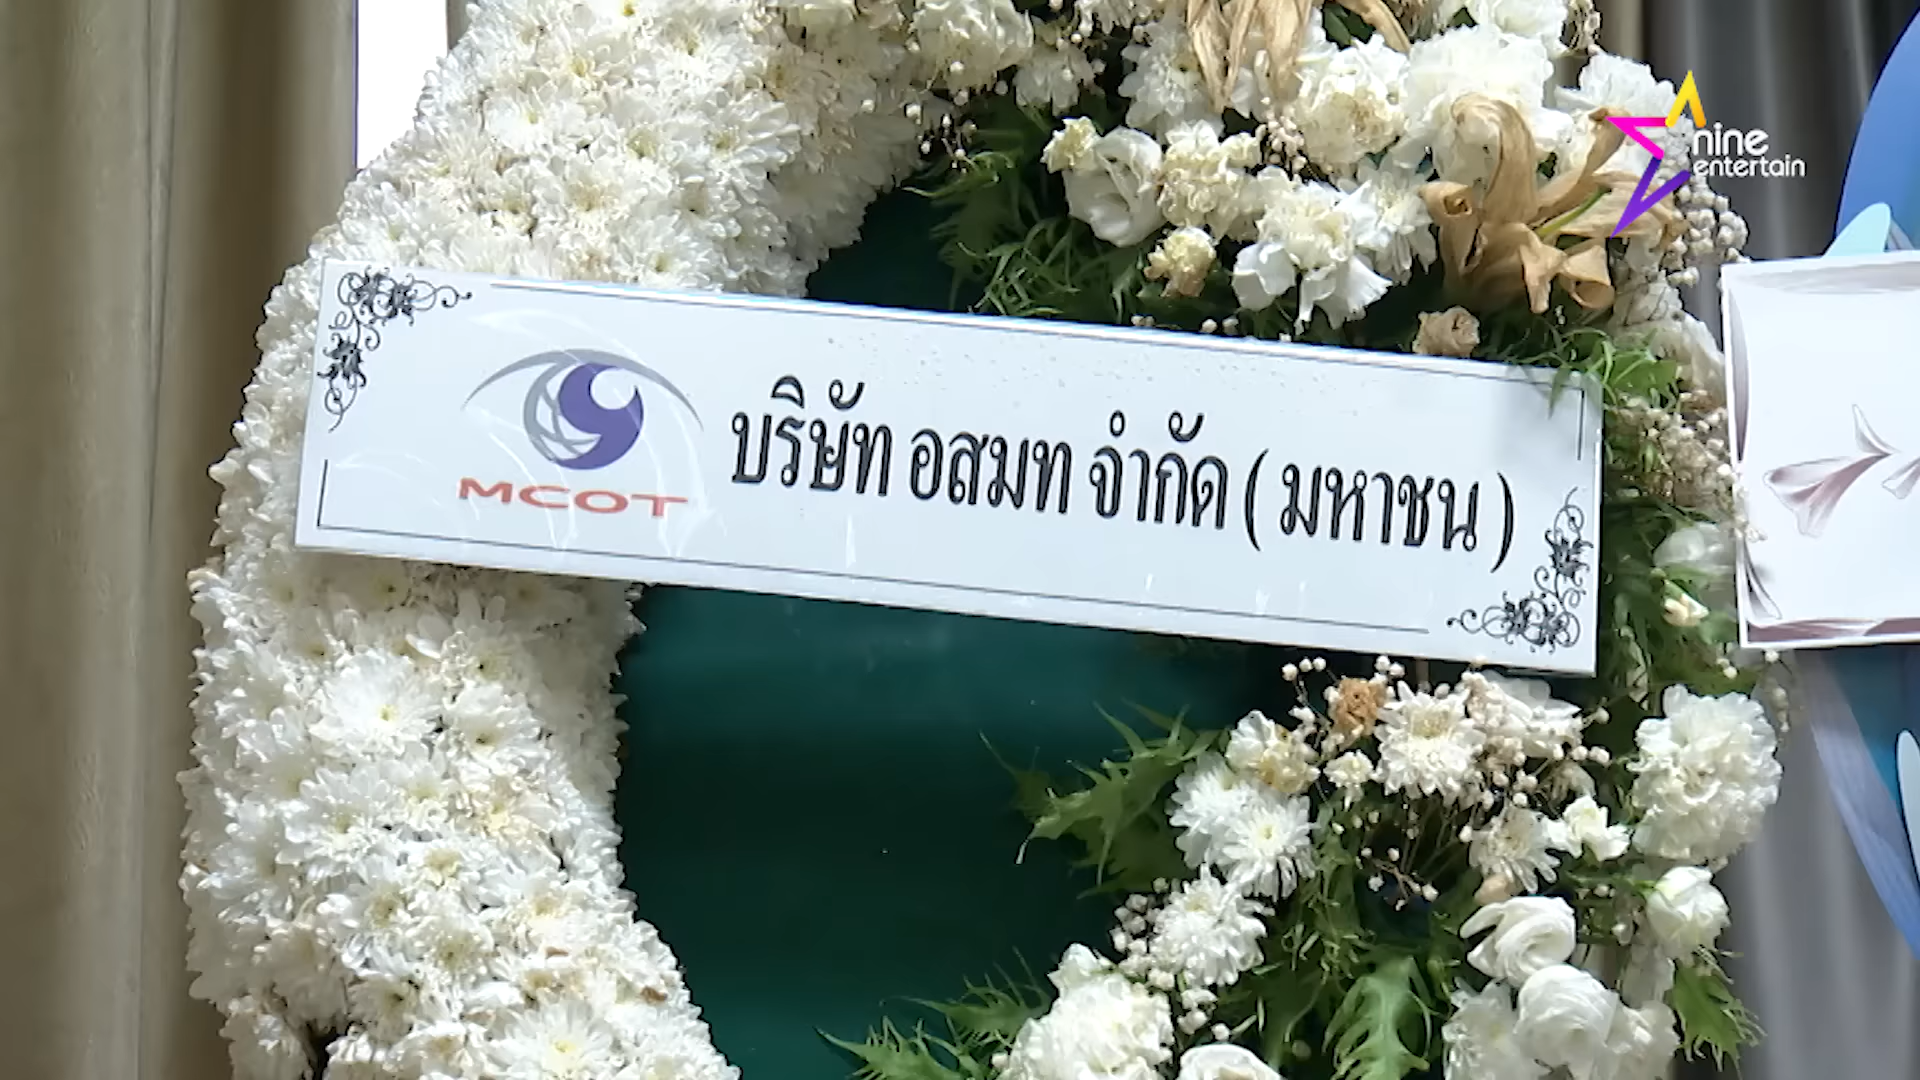 nine
entertain
MCOT
บริษัท อสมท จำกัด ( มหาชน )